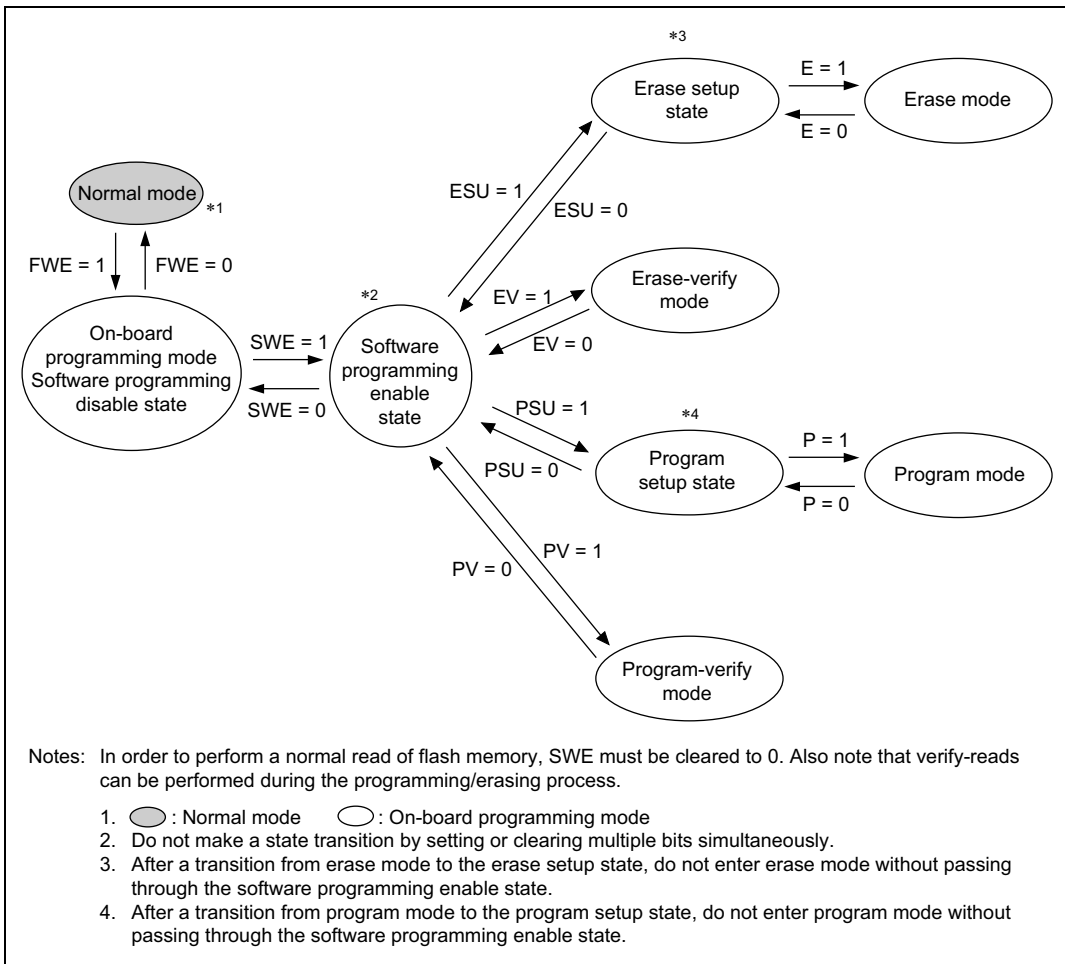 *3
Erase setup
state
E = 1
E = 0
Erase mode
Normal mode
*1
ESU = 1
ESU = 0
FWE = 1
FWE = 0
*2
EV = 1
EV = 0
Erase-verify
mode
On-board
programming mode
Software programming
disable state
SWE = 1
SWE = 0
Software
programming
enable
state
PSU = 1
PSU = 0
*4
Program
setup state
P = 1
P = 0
Program mode
PV = 1
PV = 0
Program-verify
mode
Notes: In order to perform a normal read of flash memory, SWE must be cleared to 0. Also note that verify-reads
can be performed during the programming/erasing process.
1. : Normal mode : On-board programming mode
2. Do not make a state transition by setting or clearing multiple bits simultaneously.
3. After a transition from erase mode to the erase setup state, do not enter erase mode without passing
through the software programming enable state.
4. After a transition from program mode to the program setup state, do not enter program mode without
passing through the software programming enable state.